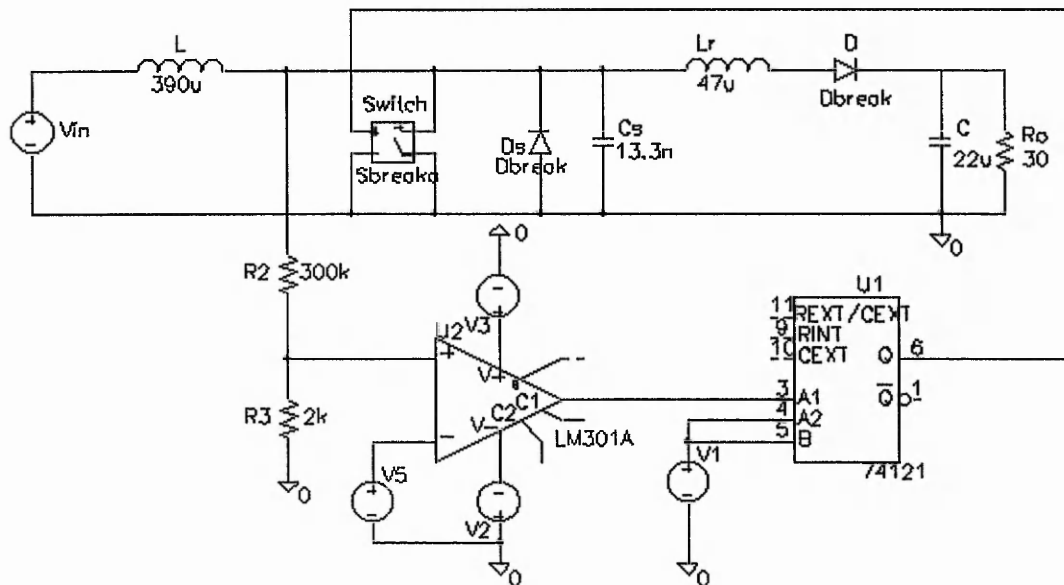 L
390u
Vin
Switch
Sbreaka
Ds
Dbreak
Cs
13.3n
Lr
47u
D
Dbreak
C
22u
Ro
30
0
R2
300k
R3
2k
0
0
V3
U2
V-
C1
C2
V-
LM301A
V5
V2
0
V1
0
U1
11
REXT/CEXT
9
RINT
10
CEXT
Q
6
3
A1
Q
1
4
A2
5
B
74121